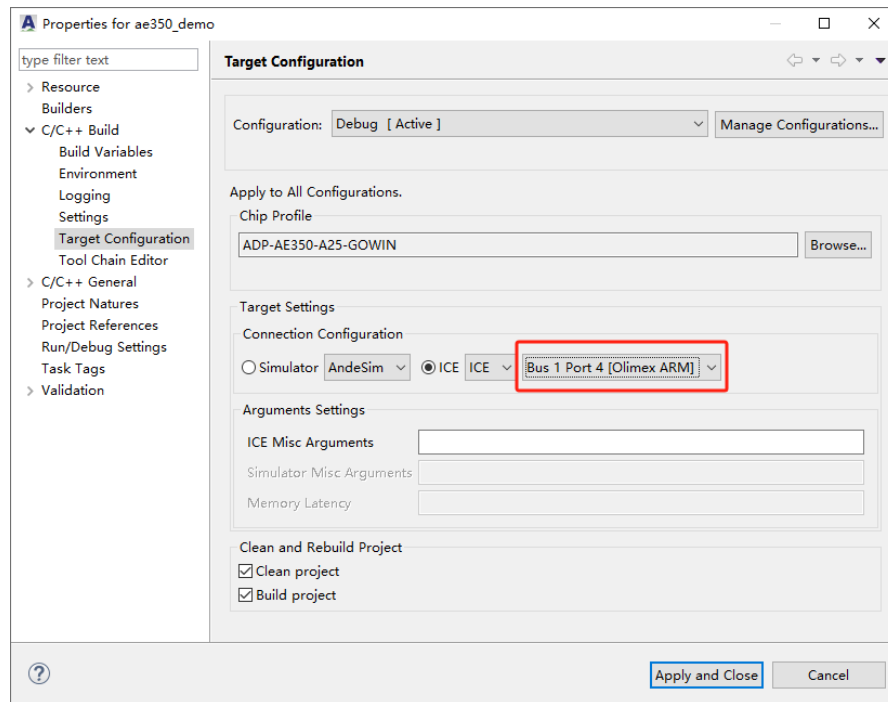 Properties for ae350_demo
type filter text
Resource
Builders
C/C++ Build
Build Variables
Environment
Logging
Settings
Target Configuration
Tool Chain Editor
C/C++ General
Project Natures
Project References
Run/Debug Settings
Task Tags
Validation
Target Configuration
Configuration: Debug [ Active ] Manage Configurations...
Apply to All Configurations.
Chip Profile
ADP-AE350-A25-GOWIN Browse...
Target Settings
Connection Configuration
Simulator AndeSim ICE ICE Bus 1 Port 4 [Olimex ARM]
Arguments Settings
ICE Misc Arguments
Simulator Misc Arguments
Memory Latency
Clean and Rebuild Project
Clean project
Build project
? Apply and Close Cancel